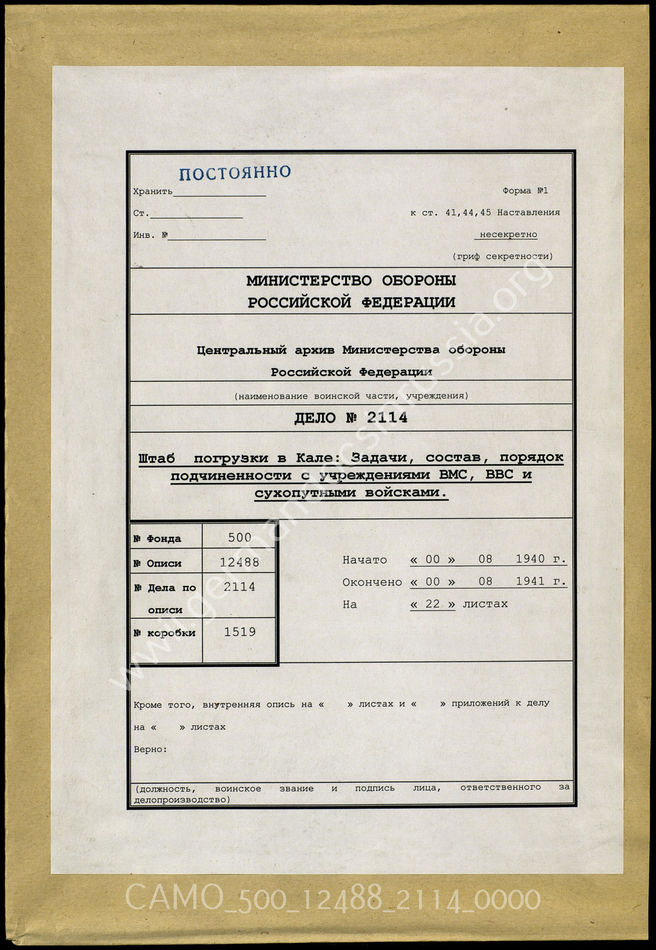 ПОСТОЯННО
Хранить
Форма №1
Ст.
к ст. 41,44,45 Наставления
Инв. №
несекретно
(гриф секретности)
МИНИСТЕРСТВО ОБОРОНЫ
РОССИЙСКОЙ ФЕДЕРАЦИИ
Центральный архив Министерства обороны
Российской Федерации
(наименование воинской части, учреждения)
ДЕЛО № 2114
Штаб погрузки в Кале: Задачи, состав, порядок
подчиненности с учреждениями ВМС, ВВС и
сухопутными войсками.
№ Фонда 500
№ Описи 12488
№ Дела по описи 2114
№ коробки 1519
Начато « 00 » 08 1940 г.
Окончено « 00 » 08 1941 г.
На « 22 » листах
Кроме того, внутренняя опись на « » листах и « » приложений к делу
на « » листах
Верно:
(должность, воинское звание и подпись лица, ответственного за
делопроизводство)
www.germandocsinrussia.org
CAMO_500_12488_2114_0000